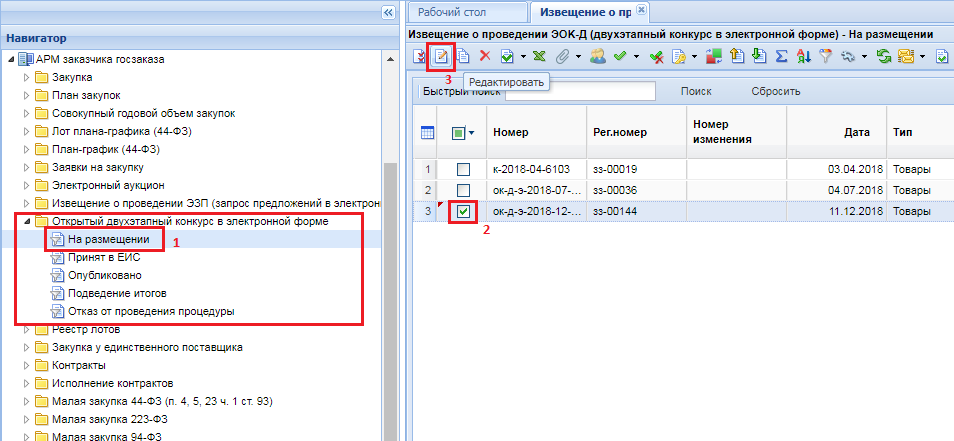 «
Навигатор
АРМ заказчика госзаказа
Закупка
План закупок
Совокупный годовой объем закупок
Лот плана-графика (44-ФЗ)
План-график (44-ФЗ)
Заявки на закупку
Электронный аукцион
Извещение о проведении ЭЗП (запрос предложений в электрон
Открытый двухэтапный конкурс в электронной форме
На размещении 1
Принят в ЕИС
Опубликовано
Подведение итогов
Отказ от проведения процедуры
Реестр лотов
Закупка у единственного поставщика
Контракты
Исполнение контрактов
Малая закупка 44-ФЗ (п. 4, 5, 23 ч. 1 ст. 93)
Малая закупка 223-ФЗ
Малая закупка 94-ФЗ
Рабочий стол
Извещение о пр
Извещение о проведении ЭОК-Д (двухэтапный конкурс в электронной форме) - На размещении
3
Редактировать
Быстрый поиск Поиск Сбросить
Номер Рег.номер Номер изменения Дата Тип
1 к-2018-04-6103 зз-00019 03.04.2018 Товары
2 ок-д-э-2018-07-... зз-00036 04.07.2018 Товары
3 ок-д-э-2018-12-... зз-00144 11.12.2018 Товары
2